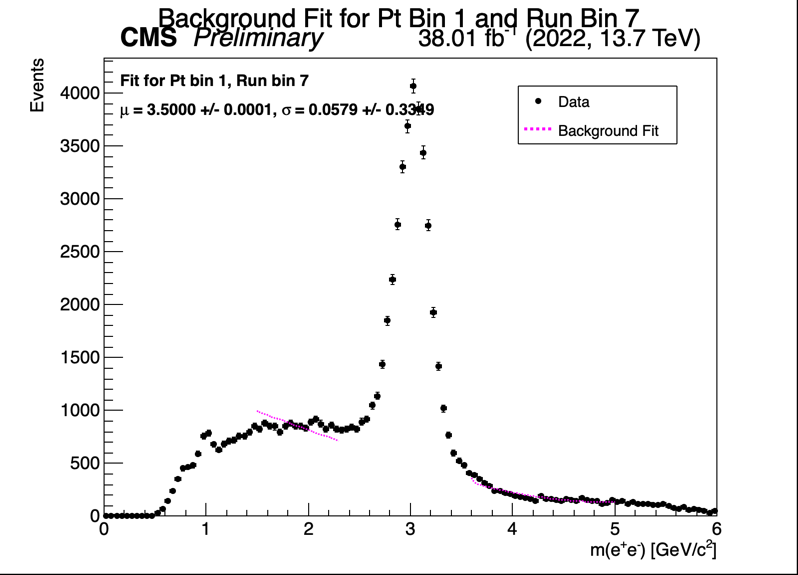 Background Fit for Pt Bin 1 and Run Bin 7
CMS Preliminary 38.01 fb⁻¹ (2022, 13.7 TeV)
Events
Fit for Pt bin 1, Run bin 7
μ = 3.5000 +/- 0.0001, σ = 0.0579 +/- 0.3349
Data
Background Fit
4000
3500
3000
2500
2000
1500
1000
500
0
0 1 2 3 4 5 6
m(e⁺e⁻) [GeV/c²]